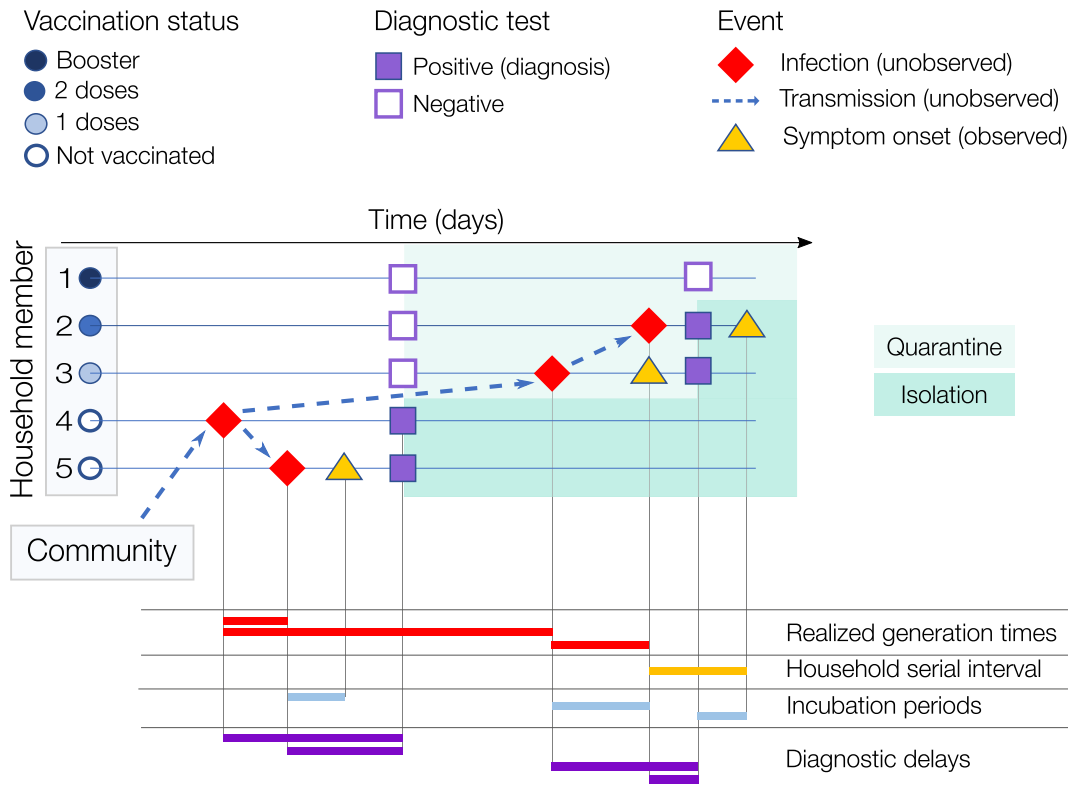 Vaccination status
Booster
2 doses
1 doses
Not vaccinated
Diagnostic test
Positive (diagnosis)
Negative
Event
Infection (unobserved)
Transmission (unobserved)
Symptom onset (observed)
Time (days)
Household member
1
2
3
4
5
Quarantine
Isolation
Community
Realized generation times
Household serial interval
Incubation periods
Diagnostic delays